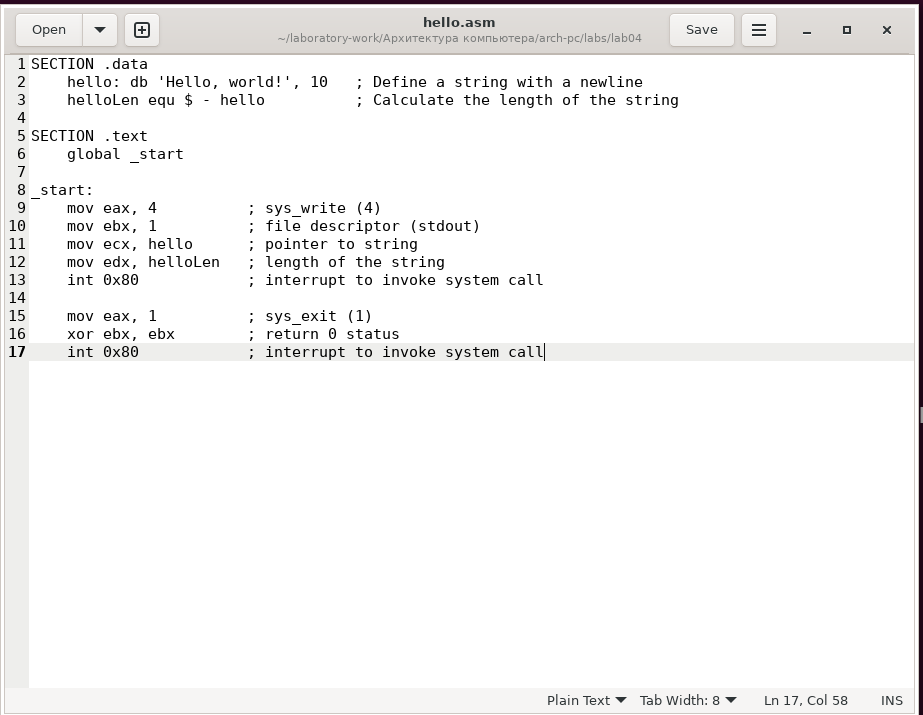 Open
hello.asm
~/laboratory-work/Архитектура компьютера/arch-pc/labs/lab04
Save
1 SECTION .data
2     hello: db 'Hello, world!', 10   ; Define a string with a newline
3     helloLen equ $ - hello          ; Calculate the length of the string
4
5 SECTION .text
6     global _start
7
8 _start:
9     mov eax, 4          ; sys_write (4)
10     mov ebx, 1          ; file descriptor (stdout)
11     mov ecx, hello      ; pointer to string
12     mov edx, helloLen   ; length of the string
13     int 0x80            ; interrupt to invoke system call
14
15     mov eax, 1          ; sys_exit (1)
16     xor ebx, ebx        ; return 0 status
17     int 0x80            ; interrupt to invoke system call
Plain Text Tab Width: 8 Ln 17, Col 58 INS